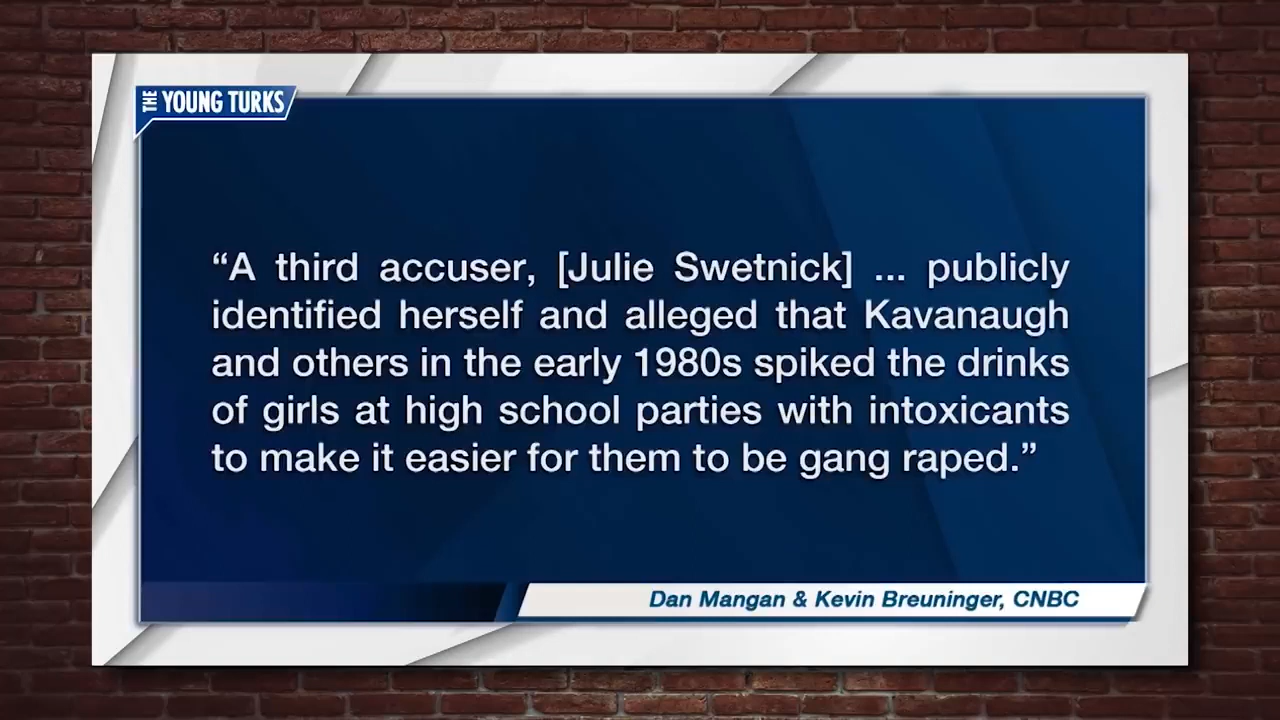 THE YOUNG TURKS
“A third accuser, [Julie Swetnick] ... publicly
identified herself and alleged that Kavanaugh
and others in the early 1980s spiked the drinks
of girls at high school parties with intoxicants
to make it easier for them to be gang raped.”
Dan Mangan & Kevin Breuninger, CNBC